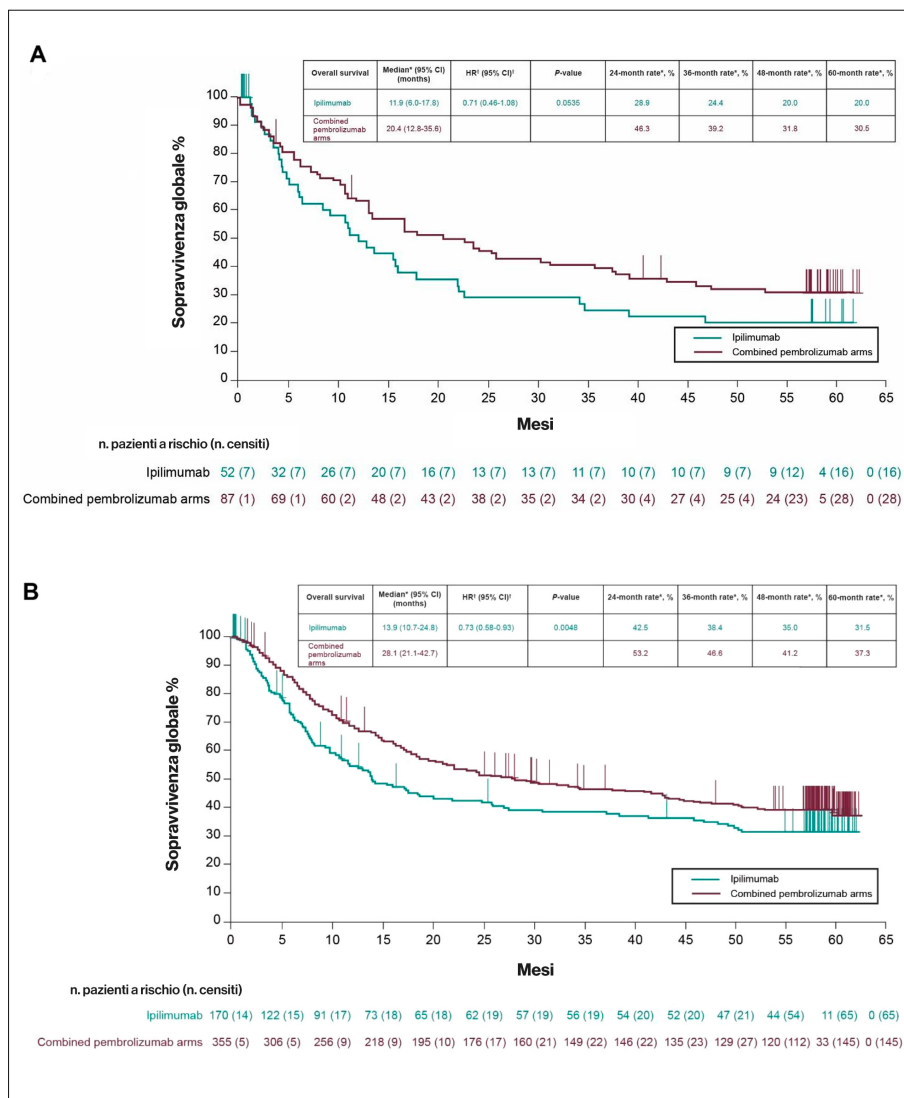 A
Overall survival Median* (95% CI) (months) HR‡ (95% CI)† P-value 24-month rate*, % 36-month rate*, % 48-month rate*, % 60-month rate*, %
Ipilimumab 11.9 (6.0-17.8) 0.71 (0.46-1.08) 0.0535 28.9 24.4 20.0 20.0
Combined pembrolizumab arms 20.4 (12.8-35.6) 46.3 39.2 31.8 30.5
Sopravvivenza globale %
100
90
80
70
60
50
40
30
20
10
0
Ipilimumab
Combined pembrolizumab arms
0 5 10 15 20 25 30 35 40 45 50 55 60 65
Mesi
n. pazienti a rischio (n. censiti)
Ipilimumab 52 (7) 32 (7) 26 (7) 20 (7) 16 (7) 13 (7) 13 (7) 11 (7) 10 (7) 10 (7) 9 (7) 9 (12) 4 (16) 0 (16)
Combined pembrolizumab arms 87 (1) 69 (1) 60 (2) 48 (2) 43 (2) 38 (2) 35 (2) 34 (2) 30 (4) 27 (4) 25 (4) 24 (23) 5 (28) 0 (28)
B
Overall survival Median* (95% CI) (months) HR† (95% CI)† P-value 24-month rate*, % 36-month rate*, % 48-month rate*, % 60-month rate*, %
Ipilimumab 13.9 (10.7-24.8) 0.73 (0.58-0.93) 0.0048 42.5 38.4 35.0 31.5
Combined pembrolizumab arms 28.1 (21.1-42.7) 53.2 46.6 41.2 37.3
Sopravvivenza globale %
100
90
80
70
60
50
40
30
20
10
0
Ipilimumab
Combined pembrolizumab arms
0 5 10 15 20 25 30 35 40 45 50 55 60 65
Mesi
n. pazienti a rischio (n. censiti)
Ipilimumab 170 (14) 122 (15) 91 (17) 73 (18) 65 (18) 62 (19) 57 (19) 56 (19) 54 (20) 52 (20) 47 (21) 44 (54) 11 (65) 0 (65)
Combined pembrolizumab arms 355 (5) 306 (5) 256 (9) 218 (9) 195 (10) 176 (17) 160 (21) 149 (22) 146 (22) 135 (23) 129 (27) 120 (112) 33 (145) 0 (145)